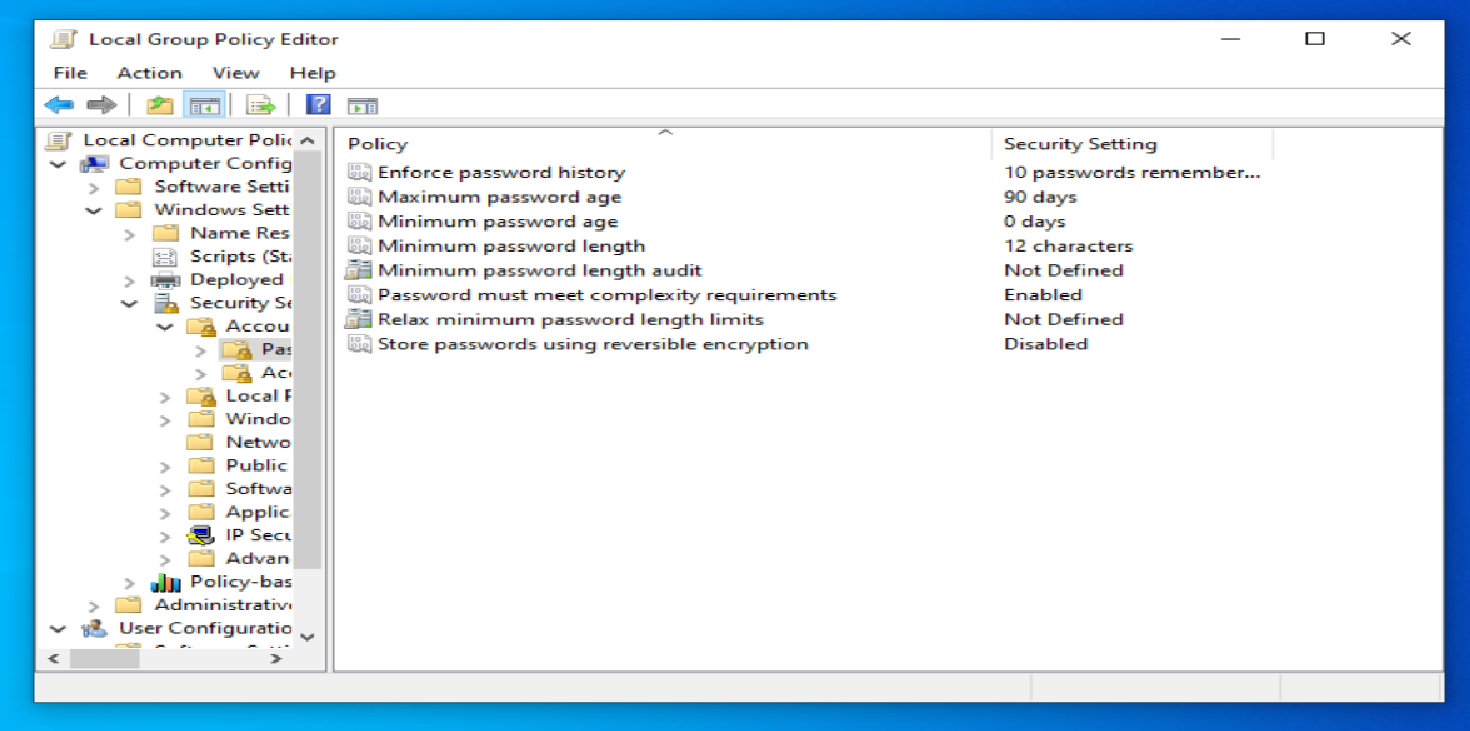 Local Group Policy Editor
File Action View Help
Local Computer Polic
Computer Config
Software Setti
Windows Sett
Name Res
Scripts (Sta
Deployed
Security Se
Accou
Pas
Acc
Local P
Windo
Netwo
Public
Softwa
Applic
IP Secu
Advan
Policy-bas
Administrativ
User Configuratio
Policy Security Setting
Enforce password history 10 passwords remember...
Maximum password age 90 days
Minimum password age 0 days
Minimum password length 12 characters
Minimum password length audit Not Defined
Password must meet complexity requirements Enabled
Relax minimum password length limits Not Defined
Store passwords using reversible encryption Disabled